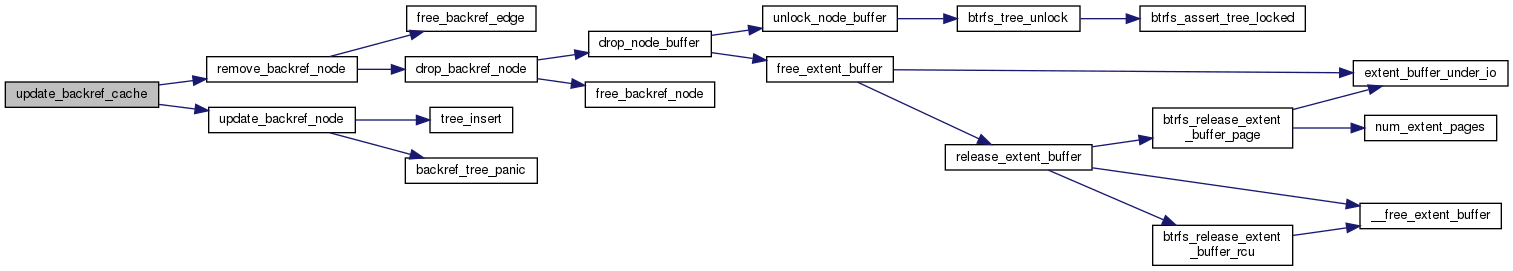 update_backref_cache
remove_backref_node
free_backref_edge
drop_backref_node
drop_node_buffer
unlock_node_buffer
btrfs_tree_unlock
btrfs_assert_tree_locked
free_extent_buffer
extent_buffer_under_io
release_extent_buffer
btrfs_release_extent
_buffer_page
num_extent_pages
__free_extent_buffer
btrfs_release_extent
_buffer_rcu
free_backref_node
update_backref_node
tree_insert
backref_tree_panic